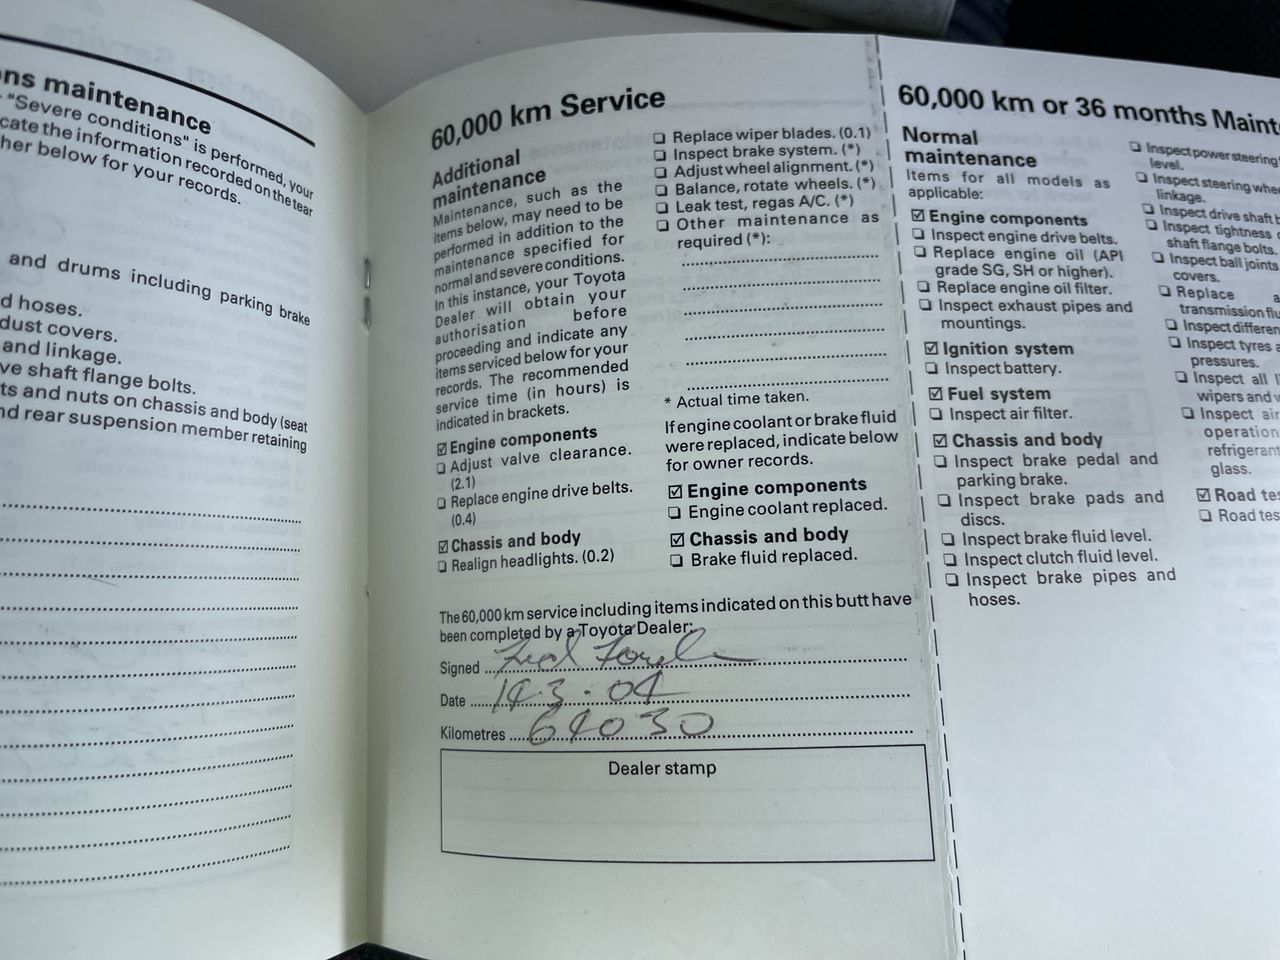 ns maintenance
"Severe conditions" is performed, your
cate the information recorded on the tear
her below for your records.
and drums including parking brake
d hoses.
dust covers.
and linkage.
ve shaft flange bolts.
ts and nuts on chassis and body (seat
nd rear suspension member retaining
60,000 km Service
Additional
maintenance
Maintenance, such as the
items below, may need to be
performed in addition to the
maintenance specified for
normal and severe conditions.
In this instance, your Toyota
Dealer will obtain your
authorisation before
proceeding and indicate any
items serviced below for your
records. The recommended
service time (in hours) is
indicated in brackets.
☑ Engine components
❏ Adjust valve clearance.
(2.1)
❏ Replace engine drive belts.
(0.4)
☑ Chassis and body
❏ Realign headlights. (0.2)
❏ Replace wiper blades. (0.1)
❏ Inspect brake system. (*)
❏ Adjust wheel alignment. (*)
❏ Balance, rotate wheels. (*)
❏ Leak test, regas A/C. (*)
❏ Other maintenance as
required (*):
* Actual time taken.
If engine coolant or brake fluid
were replaced, indicate below
for owner records.
☑ Engine components
❏ Engine coolant replaced.
☑ Chassis and body
❏ Brake fluid replaced.
The 60,000 km service including items indicated on this butt have
been completed by a Toyota Dealer:
Signed
Date 14.3.04
Kilometres 64030
Dealer stamp
60,000 km or 36 months Mainte
Normal
maintenance
Items for all models as
applicable:
☑ Engine components
❏ Inspect engine drive belts.
❏ Replace engine oil (API
grade SG, SH or higher).
❏ Replace engine oil filter.
❏ Inspect exhaust pipes and
mountings.
☑ Ignition system
❏ Inspect battery.
☑ Fuel system
❏ Inspect air filter.
☑ Chassis and body
❏ Inspect brake pedal and
parking brake.
❏ Inspect brake pads and
discs.
❏ Inspect brake fluid level.
❏ Inspect clutch fluid level.
❏ Inspect brake pipes and
hoses.
❏ Inspect power steering
level.
❏ Inspect steering whe
linkage.
❏ Inspect drive shaft b
❏ Inspect tightness o
shaft flange bolts.
❏ Inspect ball joints
covers.
❏ Replace a
transmission flu
❏ Inspect differen
❏ Inspect tyres a
pressures.
❏ Inspect all li
wipers and w
❏ Inspect air
operation
refrigerant
glass.
☑ Road tes
❏ Road tes